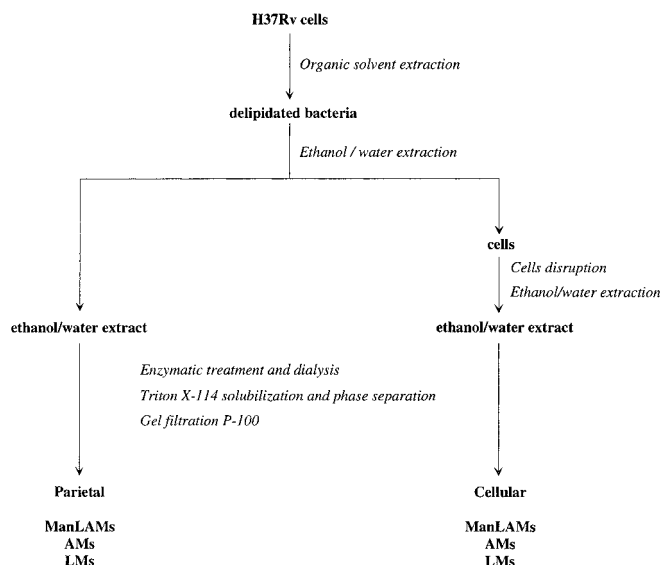 H37Rv cells
Organic solvent extraction
delipidated bacteria
Ethanol / water extraction
cells
Cells disruption
Ethanol/water extraction
ethanol/water extract
ethanol/water extract
Enzymatic treatment and dialysis
Triton X-114 solubilization and phase separation
Gel filtration P-100
Parietal
ManLAMs
AMs
LMs
Cellular
ManLAMs
AMs
LMs